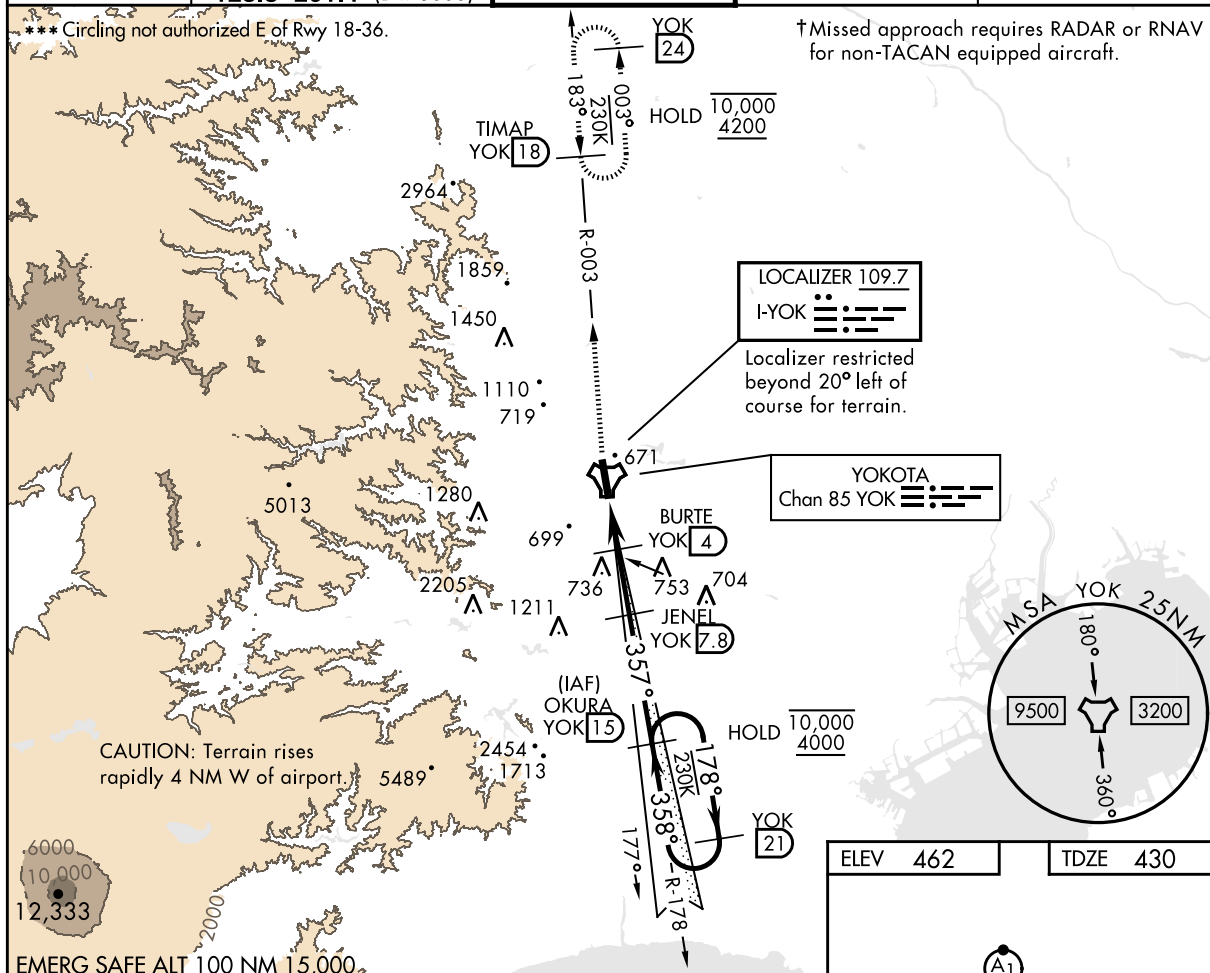 *** Circling not authorized E of Rwy 18-36.
†Missed approach requires RADAR or RNAV
for non-TACAN equipped aircraft.
YOK
24
183°
230K
003°
HOLD
10,000
4200
TIMAP
YOK 18
2964
R-003
1859
1450
1110
719
LOCALIZER 109.7
I-YOK
Localizer restricted
beyond 20° left of
course for terrain.
671
YOKOTA
Chan 85 YOK
5013
1280
699
BURTE
YOK 4
736
753
704
2205
1211
JENEL
YOK 7.8
357°
MSA YOK 25NM
180°
9500
3200
360°
(IAF)
OKURA
YOK 15
HOLD
10,000
4000
178°
230K
358°
CAUTION: Terrain rises
rapidly 4 NM W of airport.
2454
1713
5489
YOK
21
177°
R-178
6000
10,000
12,333
2000
ELEV 462
TDZE 430
A1
EMERG SAFE ALT 100 NM 15,000